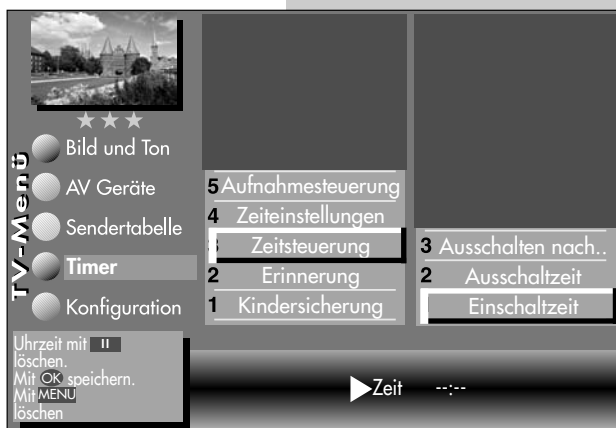 TV-Menü
Bild und Ton
AV Geräte
Sendertabelle
Timer
Konfiguration
5 Aufnahmesteuerung
4 Zeiteinstellungen
3 Zeitsteuerung
2 Erinnerung
1 Kindersicherung
3 Ausschalten nach..
2 Ausschaltzeit
Einschaltzeit
Uhrzeit mit II
löschen.
Mit OK speichern.
Mit MENU
löschen
Zeit --:--